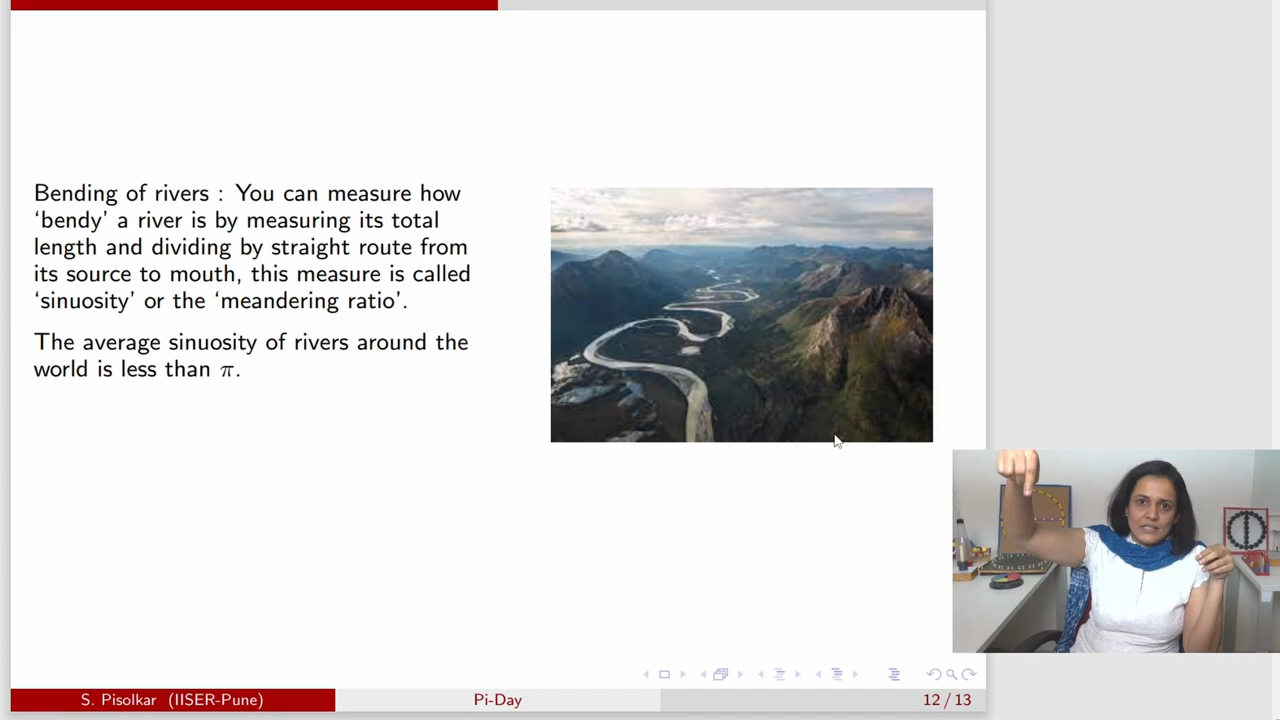 Bending of rivers : You can measure how
‘bendy’ a river is by measuring its total
length and dividing by straight route from
its source to mouth, this measure is called
‘sinuosity’ or the ‘meandering ratio’.
The average sinuosity of rivers around the
world is less than π.
S. Pisolkar (IISER-Pune)
Pi-Day
12 / 13